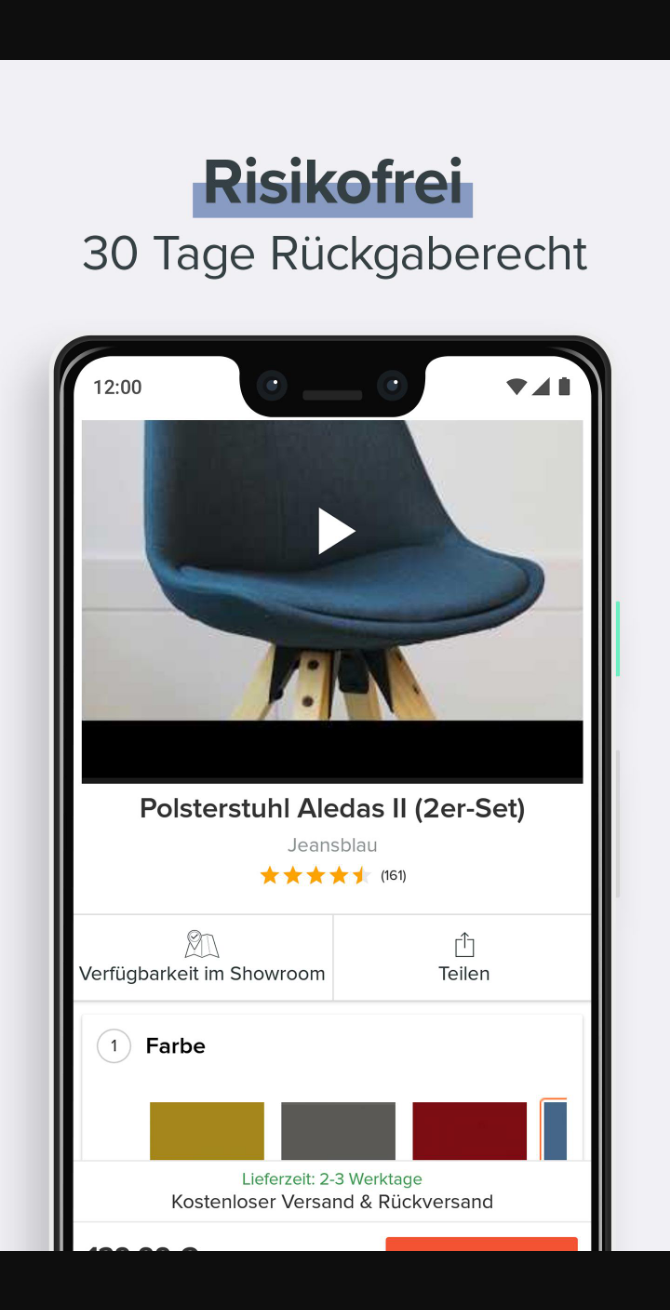 Risikofrei
30 Tage Rückgaberecht
12:00
Polsterstuhl Aledas II (2er-Set)
Jeansblau
(161)
Verfügbarkeit im Showroom
Teilen
1 Farbe
Lieferzeit: 2-3 Werktage
Kostenloser Versand & Rückversand